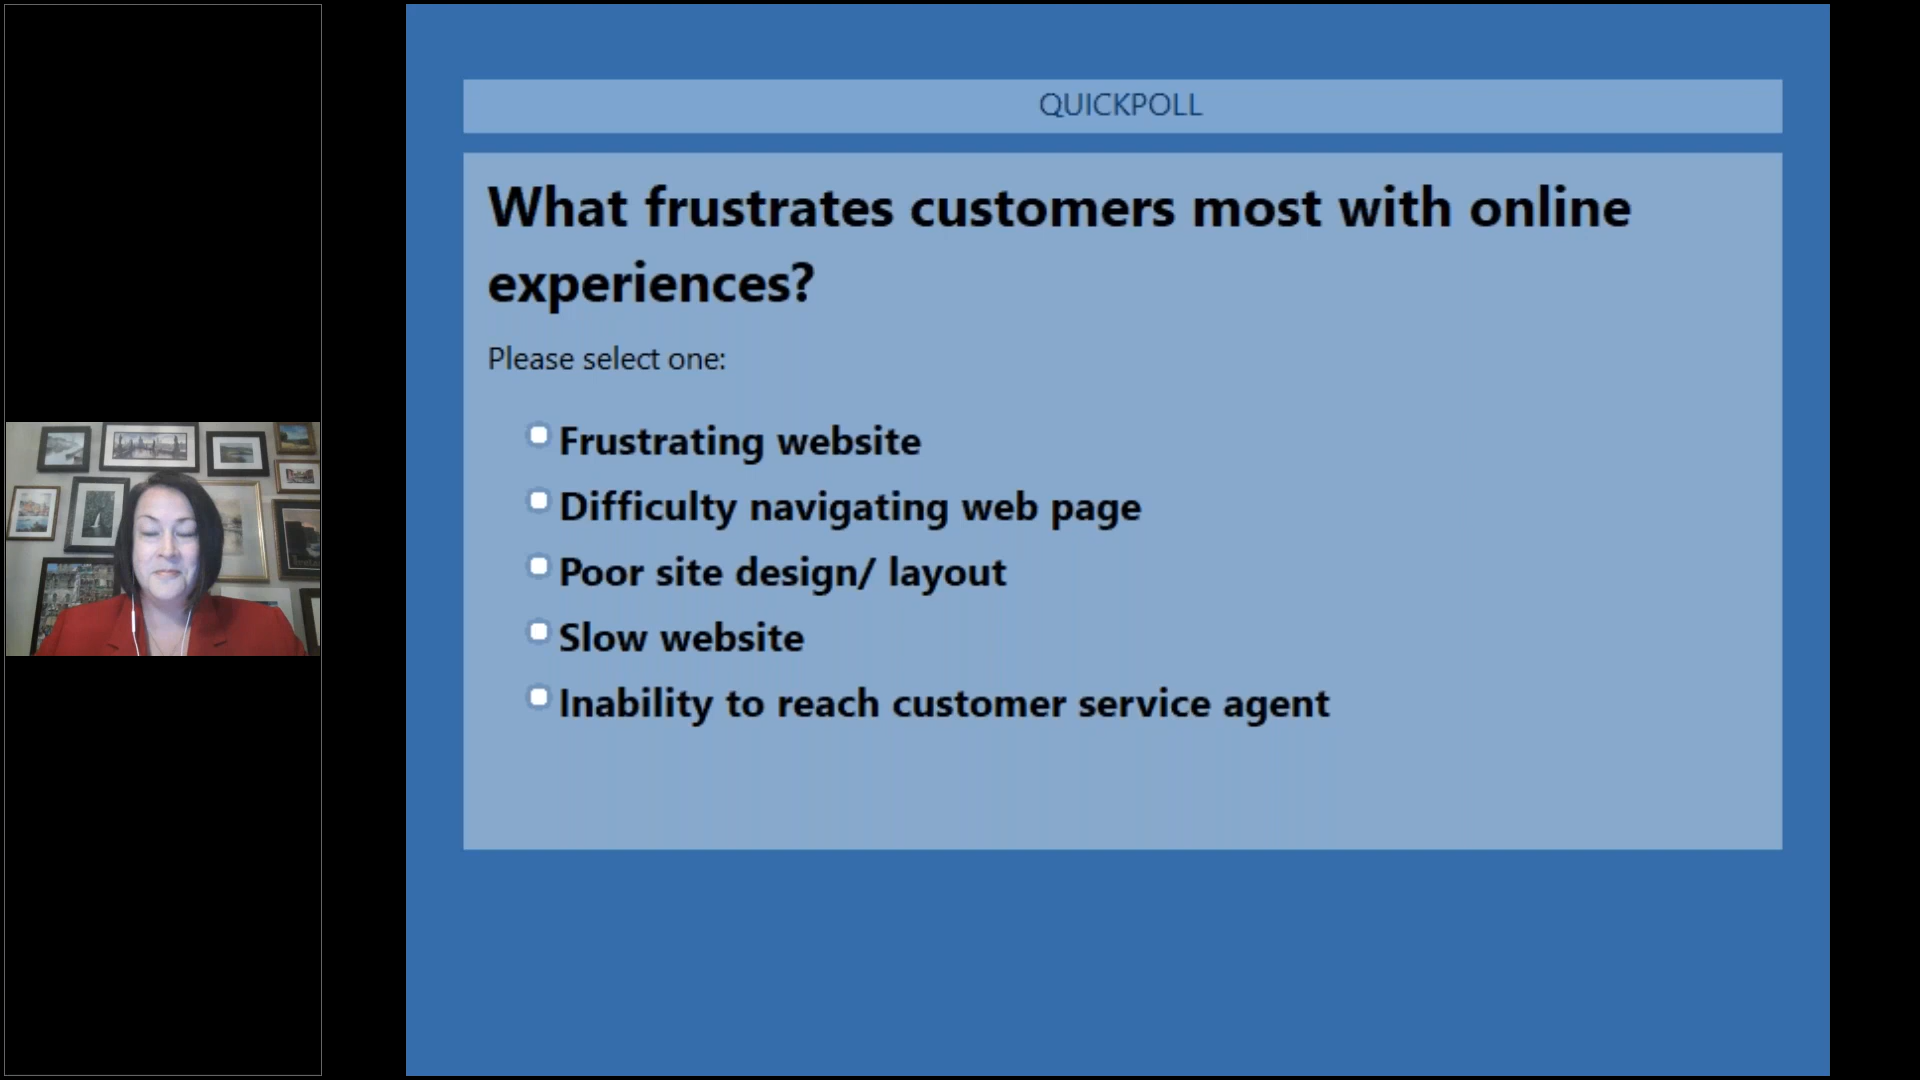 QUICKPOLL
What frustrates customers most with online
experiences?
Please select one:
Frustrating website
Difficulty navigating web page
Poor site design/ layout
Slow website
Inability to reach customer service agent